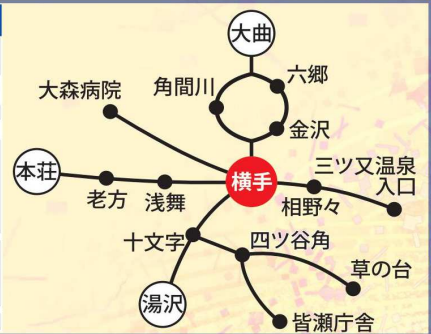 大曲
六郷
角間川
大森病院
金沢
三ツ又温泉
入口
本荘
横手
老方
浅舞
相野々
十文字
四ツ谷角
草の台
湯沢
皆瀬庁舎